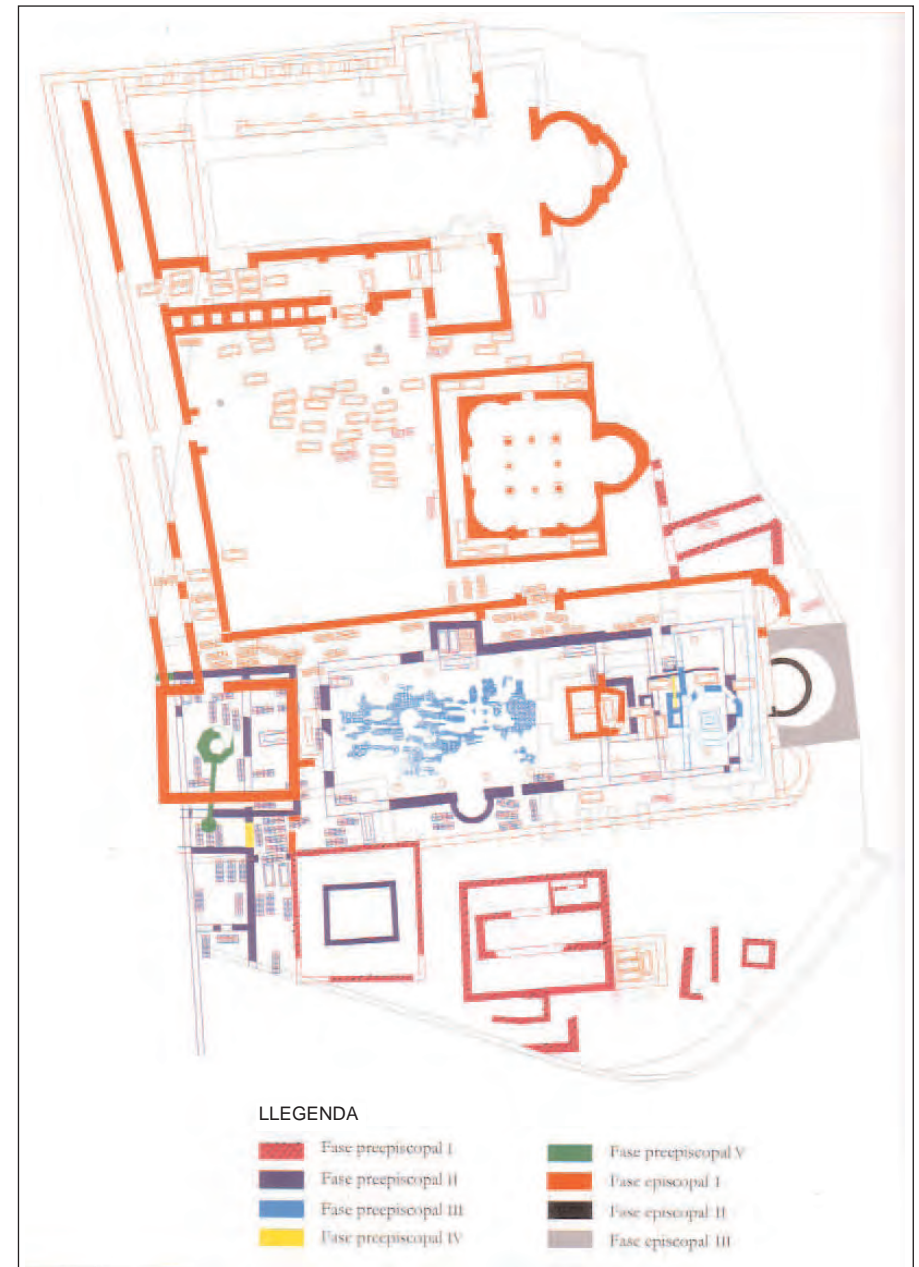 LLEGENDA
Fase preepiscopal I
Fase preepiscopal II
Fase preepiscopal III
Fase preepiscopal IV
Fase preepiscopal V
Fase episcopal I
Fase episcopal II
Fase episcopal III